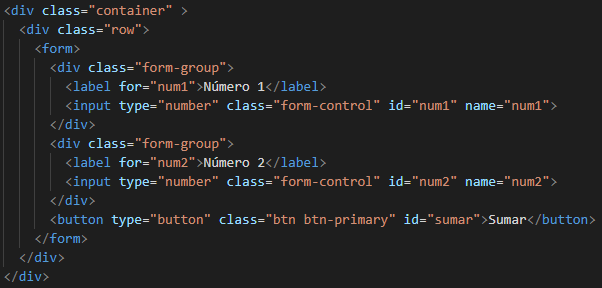 <div class="container" >
<div class="row">
<form>
<div class="form-group">
<label for="num1">Número 1</label>
<input type="number" class="form-control" id="num1" name="num1">
</div>
<div class="form-group">
<label for="num2">Número 2</label>
<input type="number" class="form-control" id="num2" name="num2">
</div>
<button type="button" class="btn btn-primary" id="sumar">Sumar</button>
</form>
</div>
</div>